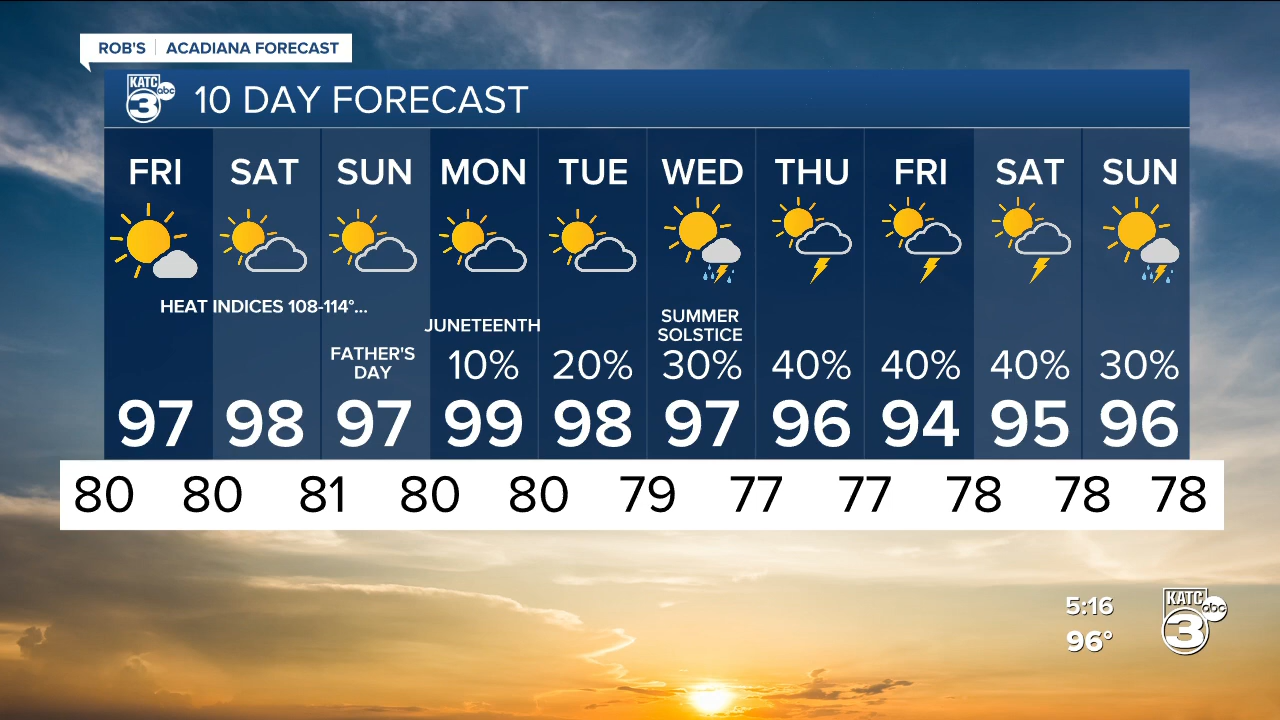 ROB'S ACADIANA FORECAST
KATC
3 abc
10 DAY FORECAST
FRI SAT SUN MON TUE WED THU FRI SAT SUN
HEAT INDICES 108-114°...
JUNETEENTH
SUMMER
SOLSTICE
FATHER'S
DAY
10% 20% 30% 40% 40% 40% 30%
97 98 97 99 98 97 96 94 95 96
80 80 81 80 80 79 77 77 78 78 78
5:16
96°
KATC
abc
3